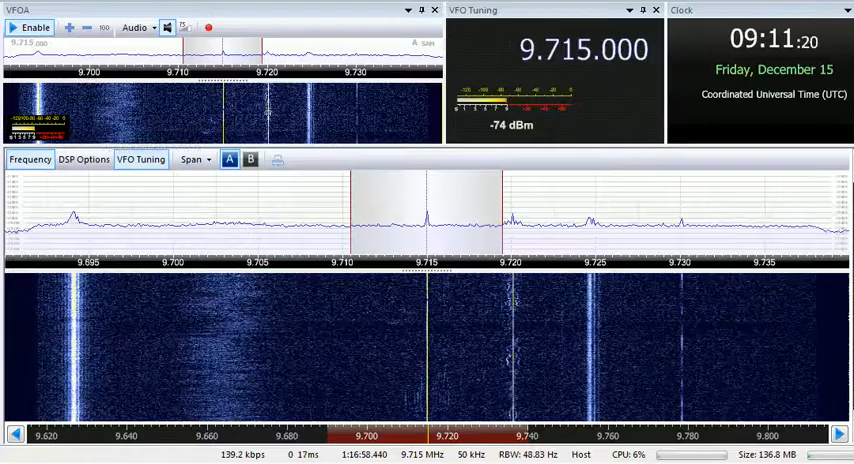 VFOA
Enable
100
Audio
9.715.000
A SAM
9.700 9.710 9.720 9.730
VFO Tuning
9.715.000
-74 dBm
Clock
09:11:20
Friday, December 15
Coordinated Universal Time (UTC)
Frequency DSP Options VFO Tuning Span A B
9.695 9.700 9.705 9.710 9.715 9.720 9.725 9.730 9.735
9.620 9.640 9.660 9.680 9.700 9.720 9.740 9.760 9.780 9.800
139.2 kbps 0 17ms 1:16:58.440 9.715 MHz 50 kHz RBW: 48.83 Hz Host CPU: 6% Size: 136.8 MB